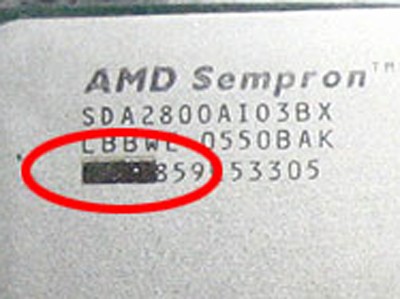 AMD Sempron™
SDA2800AIO3BX
LBBWE 0550BAK
859 53305